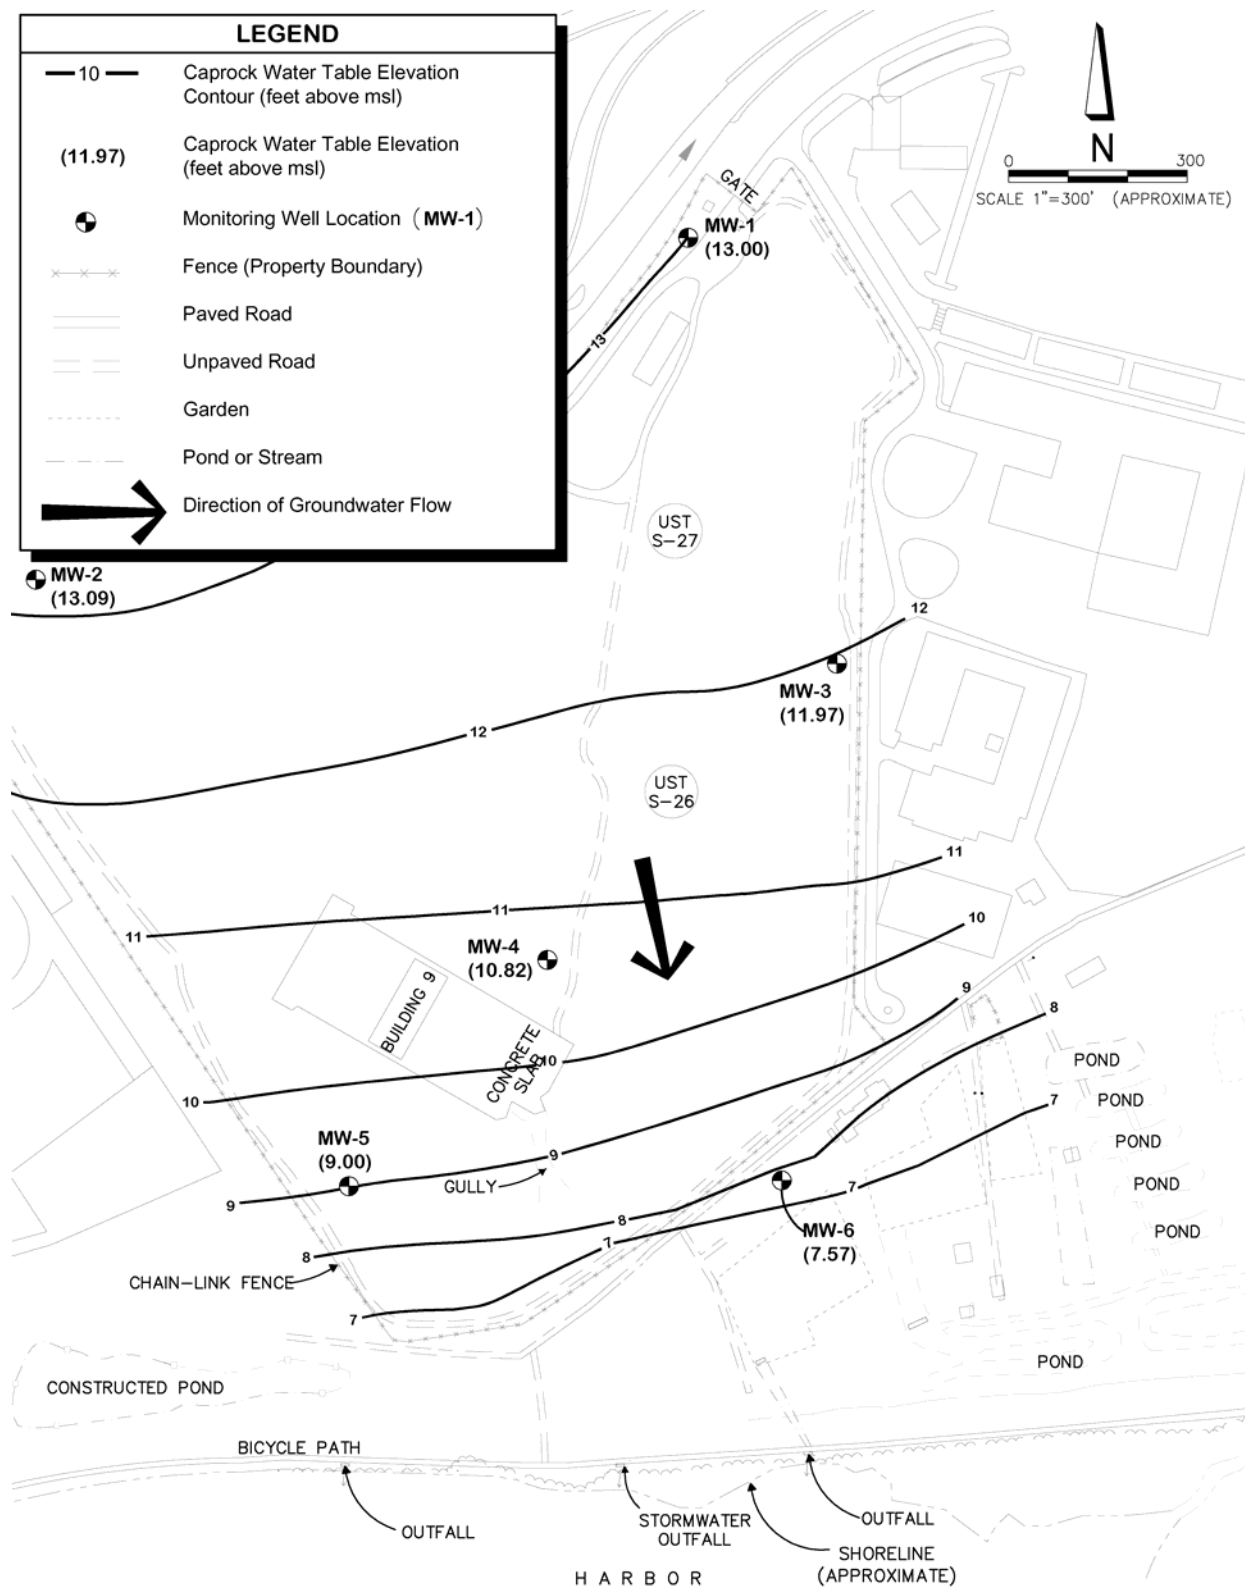 LEGEND
10
Caprock Water Table Elevation
Contour (feet above msl)
(11.97)
Caprock Water Table Elevation
(feet above msl)
Monitoring Well Location (MW-1)
Fence (Property Boundary)
Paved Road
Unpaved Road
Garden
Pond or Stream
Direction of Groundwater Flow
N
0 300
SCALE 1"=300' (APPROXIMATE)
GATE
MW-1
(13.00)
13
UST
S-27
MW-2
(13.09)
12
MW-3
(11.97)
12
UST
S-26
11
11
11
MW-4
(10.82)
BUILDING 9
CONCRETE
SLAB
10
10
10
9
8
POND
7
POND
MW-5
(9.00)
POND
9
GULLY
9
POND
7
8
MW-6
(7.57)
POND
7
8
CHAIN-LINK FENCE
7
POND
CONSTRUCTED POND
BICYCLE PATH
OUTFALL
STORMWATER
OUTFALL
OUTFALL
SHORELINE
(APPROXIMATE)
HARBOR